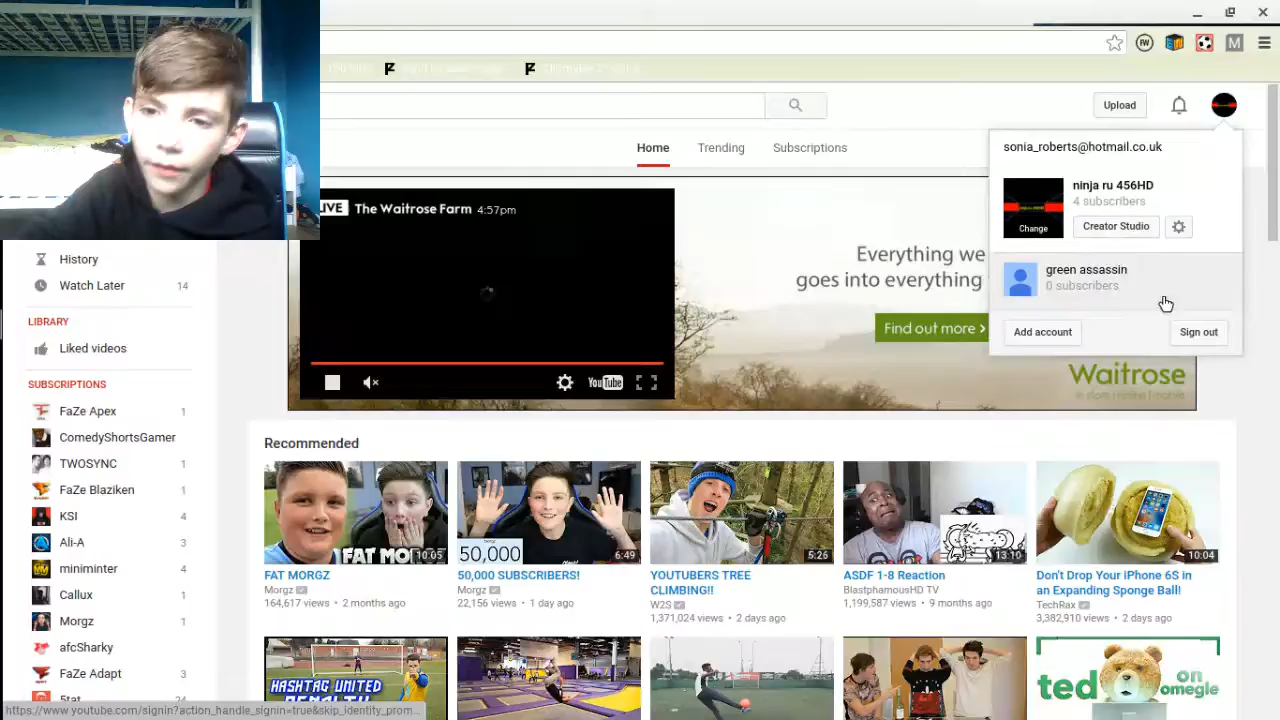 M
Upload
Home
Trending
Subscriptions
sonia_roberts@hotmail.co.uk
ninja ru 456HD
4 subscribers
Change
Creator Studio
green assassin
0 subscribers
Add account
Sign out
LIVE The Waitrose Farm 4:57pm
Everything we
goes into everything
Find out more ›
Waitrose
YouTube
History
Watch Later 14
LIBRARY
Liked videos
SUBSCRIPTIONS
FaZe Apex 1
ComedyShortsGamer
TWOSYNC 1
FaZe Blaziken 1
KSI 4
Ali-A 3
miniminter 4
Callux 1
Morgz 1
afcSharky
FaZe Adapt 3
5tat 24
Recommended
FAT MO 10:05
FAT MORGZ
Morgz
164,617 views • 2 months ago
50,000 6:49
50,000 SUBSCRIBERS!
Morgz
22,156 views • 1 day ago
5:26
YOUTUBERS TREE
CLIMBING!!
W2S
1,371,024 views • 2 days ago
13:10
ASDF 1-8 Reaction
BlastphamousHD TV
1,199,587 views • 9 months ago
10:04
Don't Drop Your iPhone 6S in
an Expanding Sponge Ball!
TechRax
3,382,910 views • 2 days ago
HASHTAG UNITED
ted on
omegle
https://www.youtube.com/signin?action_handle_signin=true&skip_identity_prom...